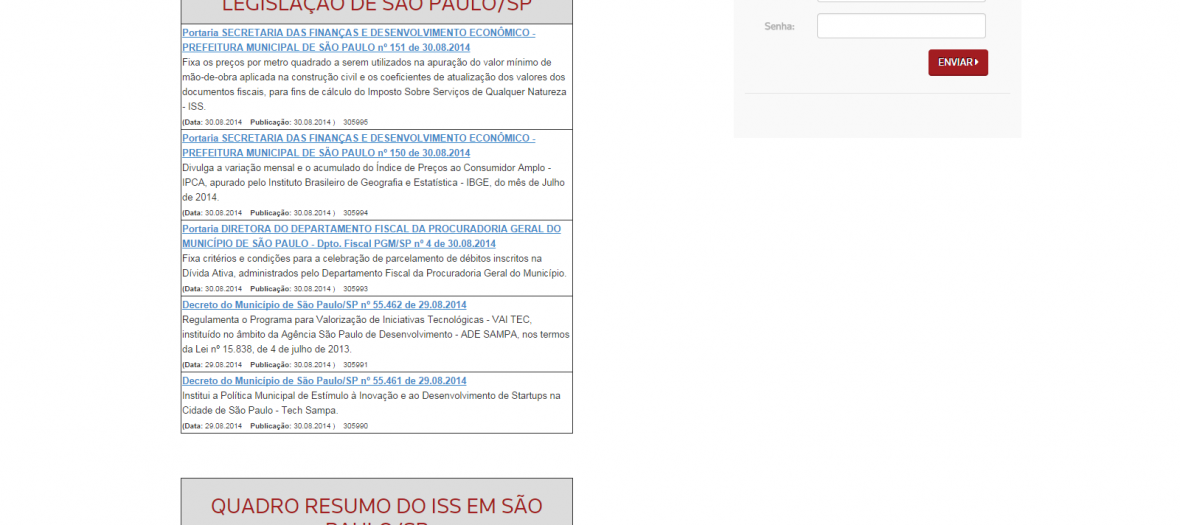 LEGISLAÇÃO DE SÃO PAULO/SP
Portaria SECRETARIA DAS FINANÇAS E DESENVOLVIMENTO ECONÔMICO -
PREFEITURA MUNICIPAL DE SÃO PAULO nº 151 de 30.08.2014
Fixa os preços por metro quadrado a serem utilizados na apuração do valor mínimo de
mão-de-obra aplicada na construção civil e os coeficientes de atualização dos valores dos
documentos fiscais, para fins de cálculo do Imposto Sobre Serviços de Qualquer Natureza
- ISS.
(Data: 30.08.2014 Publicação: 30.08.2014 ) 305995
Portaria SECRETARIA DAS FINANÇAS E DESENVOLVIMENTO ECONÔMICO -
PREFEITURA MUNICIPAL DE SÃO PAULO nº 150 de 30.08.2014
Divulga a variação mensal e o acumulado do Índice de Preços ao Consumidor Amplo -
IPCA, apurado pelo Instituto Brasileiro de Geografia e Estatística - IBGE, do mês de Julho
de 2014.
(Data: 30.08.2014 Publicação: 30.08.2014 ) 305994
Portaria DIRETORA DO DEPARTAMENTO FISCAL DA PROCURADORIA GERAL DO
MUNICÍPIO DE SÃO PAULO - Dpto. Fiscal PGM/SP nº 4 de 30.08.2014
Fixa critérios e condições para a celebração de parcelamento de débitos inscritos na
Dívida Ativa, administrados pelo Departamento Fiscal da Procuradoria Geral do Município.
(Data: 30.08.2014 Publicação: 30.08.2014 ) 305993
Decreto do Município de São Paulo/SP nº 55.462 de 29.08.2014
Regulamenta o Programa para Valorização de Iniciativas Tecnológicas - VAI TEC,
instituído no âmbito da Agência São Paulo de Desenvolvimento - ADE SAMPA, nos termos
da Lei nº 15.838, de 4 de julho de 2013.
(Data: 29.08.2014 Publicação: 30.08.2014 ) 305991
Decreto do Município de São Paulo/SP nº 55.461 de 29.08.2014
Institui a Política Municipal de Estímulo à Inovação e ao Desenvolvimento de Startups na
Cidade de São Paulo - Tech Sampa.
(Data: 29.08.2014 Publicação: 30.08.2014 ) 305990
QUADRO RESUMO DO ISS EM SÃO
PAULO/SP
Senha:
ENVIAR